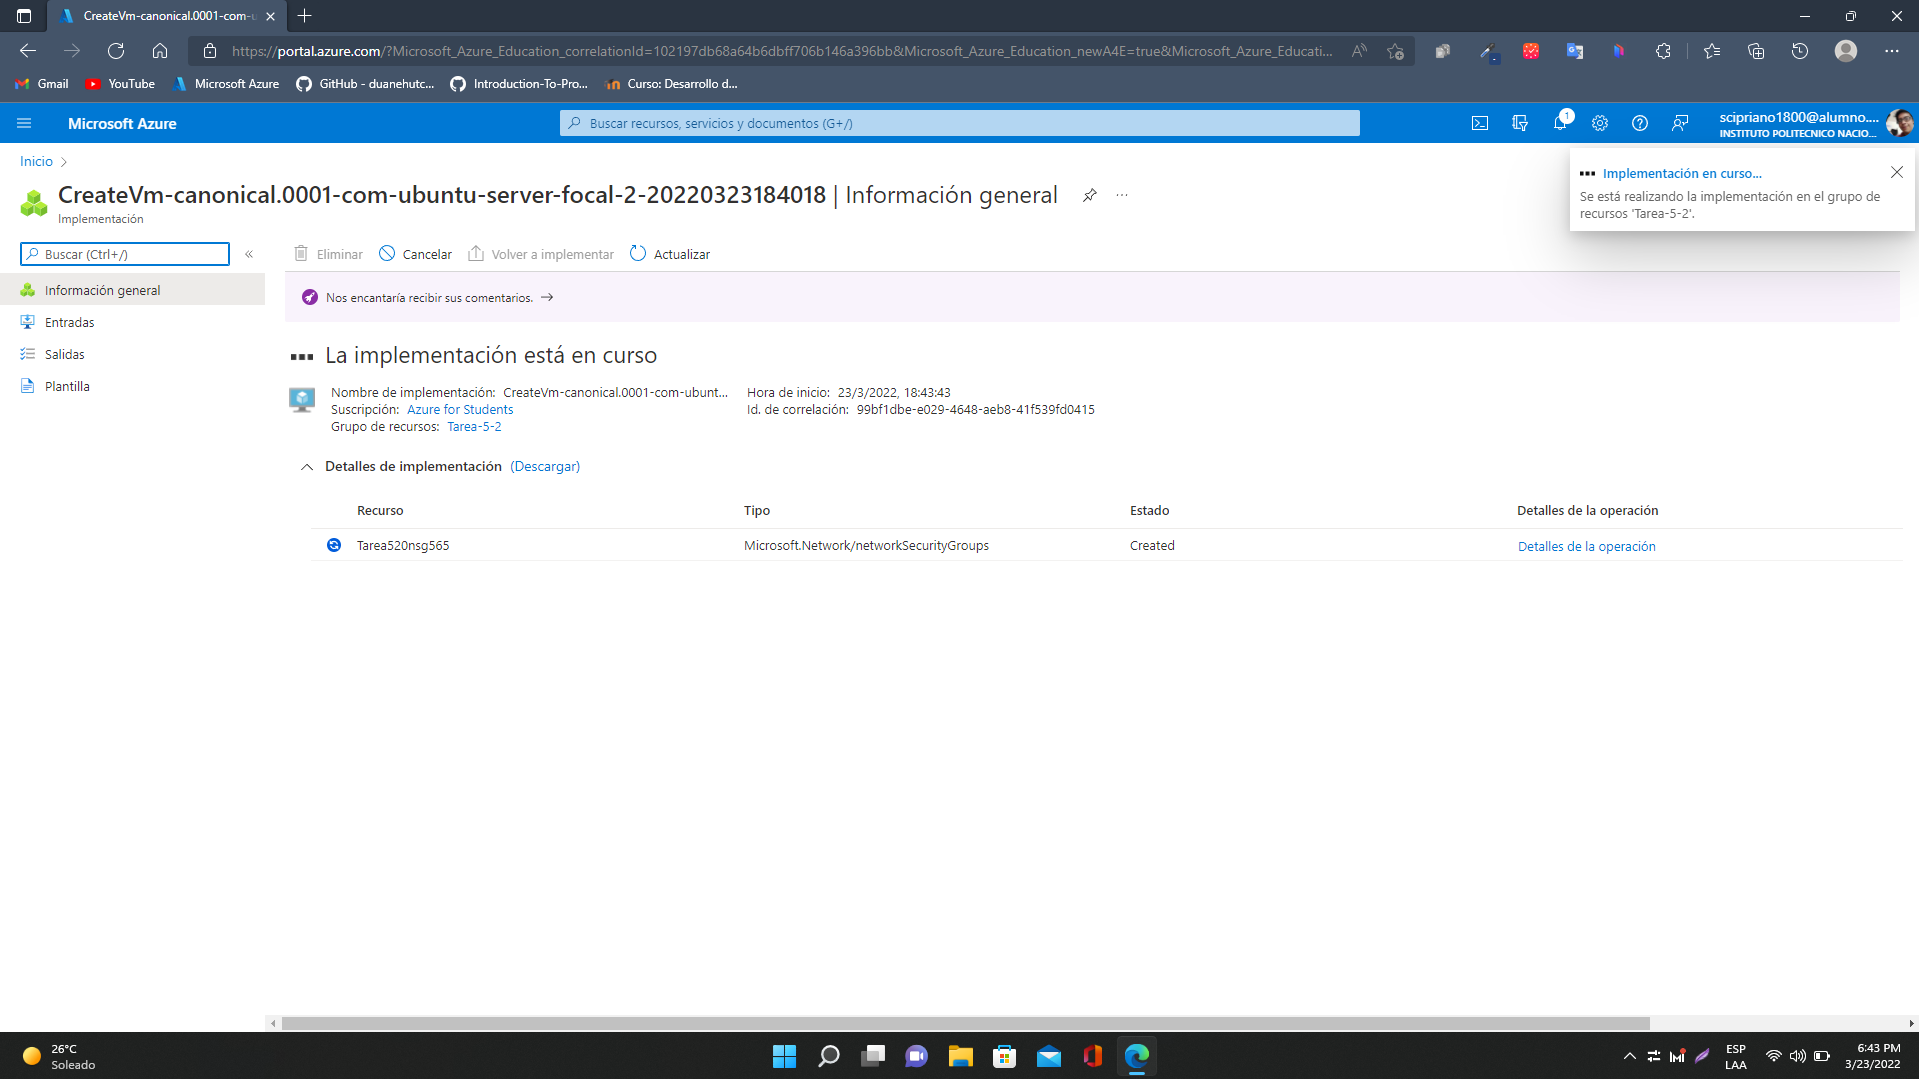 CreateVm-canonical.0001-com-u
https://portal.azure.com/?Microsoft_Azure_Education_correlationId=102197db68a64b6dbff706b146a396bb&Microsoft_Azure_Education_newA4E=true&Microsoft_Azure_Educati...
Gmail YouTube Microsoft Azure GitHub - duanehutc... Introduction-To-Pro... Curso: Desarrollo d...
Microsoft Azure
Buscar recursos, servicios y documentos (G+/)
1
scipriano1800@alumno....
INSTITUTO POLITECNICO NACIO...
Inicio
Implementación en curso...
Se está realizando la implementación en el grupo de
recursos 'Tarea-5-2'.
CreateVm-canonical.0001-com-ubuntu-server-focal-2-20220323184018 | Información general
Implementación
Buscar (Ctrl+/)
Eliminar Cancelar Volver a implementar Actualizar
Información general
Entradas
Salidas
Plantilla
Nos encantaría recibir sus comentarios.
La implementación está en curso
Nombre de implementación: CreateVm-canonical.0001-com-ubunt... Hora de inicio: 23/3/2022, 18:43:43
Suscripción: Azure for Students Id. de correlación: 99bf1dbe-e029-4648-aeb8-41f539fd0415
Grupo de recursos: Tarea-5-2
Detalles de implementación (Descargar)
Recurso Tipo Estado Detalles de la operación
Tarea520nsg565 Microsoft.Network/networkSecurityGroups Created Detalles de la operación
26°C
Soleado
ESP
LAA
6:43 PM
3/23/2022